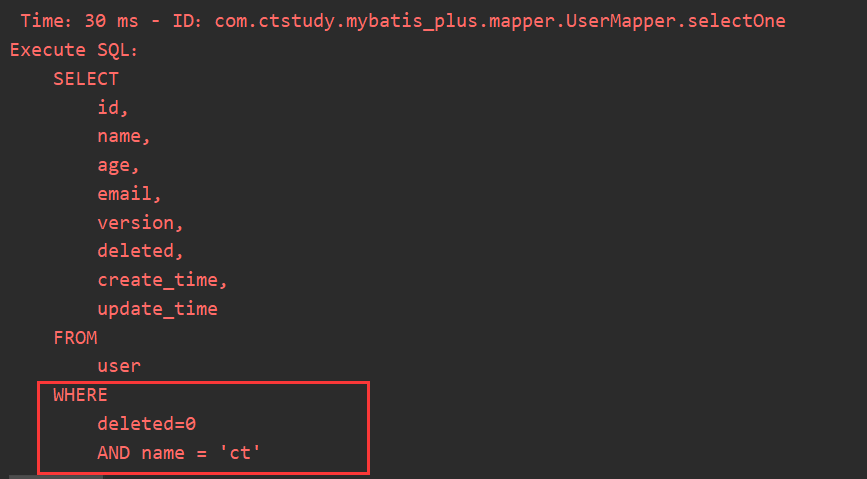 Time: 30 ms - ID: com.ctstudy.mybatis_plus.mapper.UserMapper.selectOne
Execute SQL:
SELECT
id,
name,
age,
email,
version,
deleted,
create_time,
update_time
FROM
user
WHERE
deleted=0
AND name = 'ct'